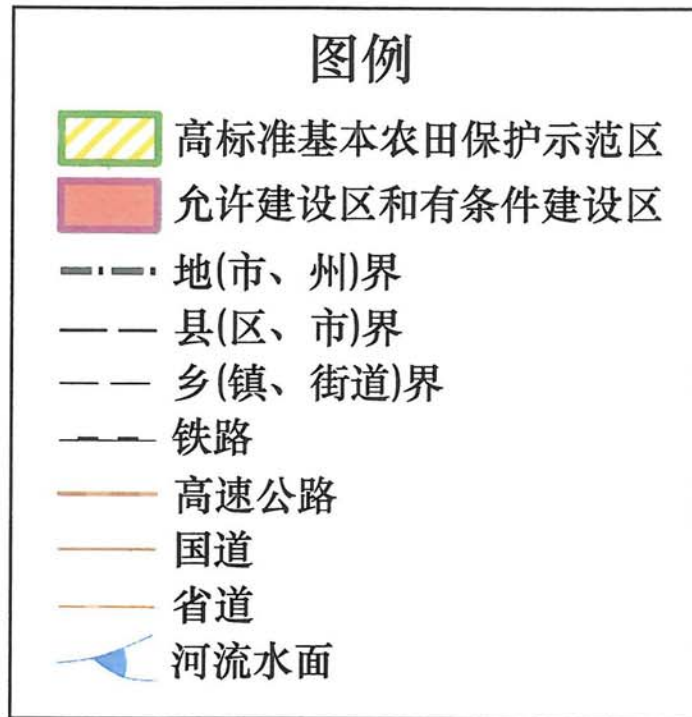 图例
高标准基本农田保护示范区
允许建设区和有条件建设区
地(市、州)界
县(区、市)界
乡(镇、街道)界
铁路
高速公路
国道
省道
河流水面